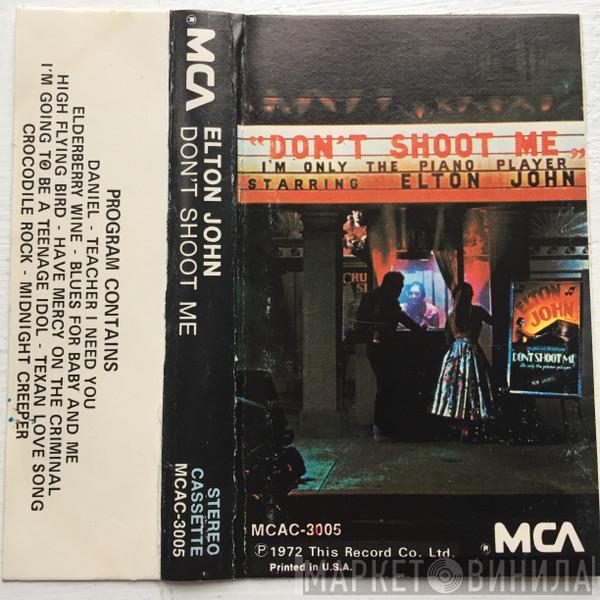 PROGRAM CONTAINS
DANIEL - TEACHER I NEED YOU
ELDERBERRY WINE - BLUES FOR BABY AND ME
HIGH FLYING BIRD - HAVE MERCY ON THE CRIMINAL
I'M GOING TO BE A TEENAGE IDOL - TEXAN LOVE SONG
CROCODILE ROCK - MIDNIGHT CREEPER
® MCA
ELTON JOHN
DON'T SHOOT ME
STEREO
CASSETTE
MCAC-3005
"DON'T SHOOT ME"
I'M ONLY THE PIANO PLAYER
STARRING ELTON JOHN
CRU
SI
ELTON
JOHN
DON'T SHOOT ME
MCAC-3005
℗ 1972 This Record Co. Ltd.
Printed in U.S.A.
® MCA
МАРКЕТ ВИНИЛА